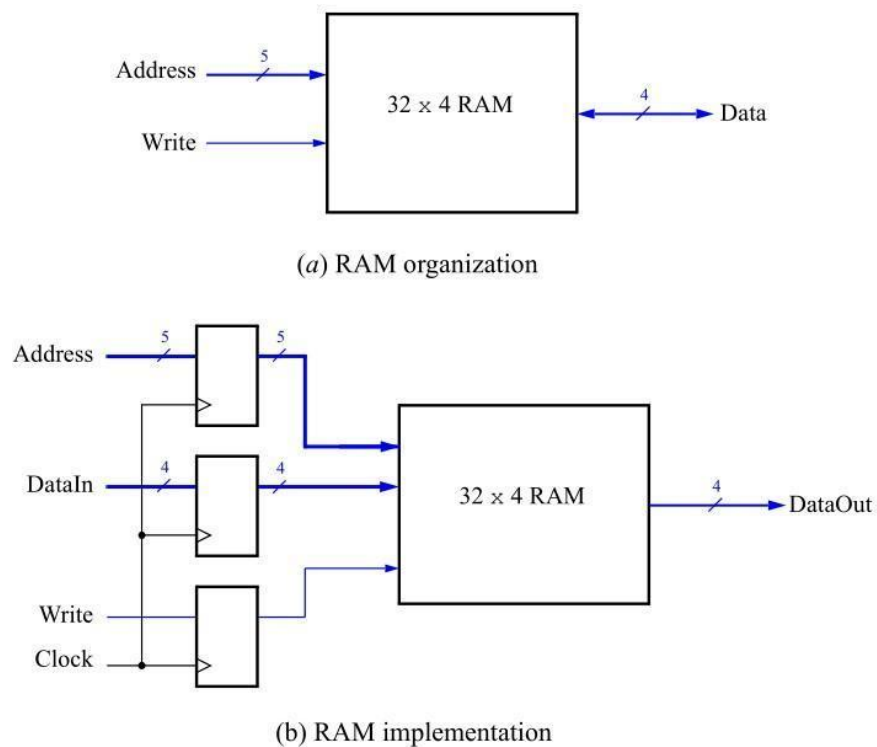 5
Address
32 x 4 RAM
4
Data
Write
(a) RAM organization
Address
5
5
DataIn
4
4
32 x 4 RAM
4
DataOut
Write
Clock
(b) RAM implementation